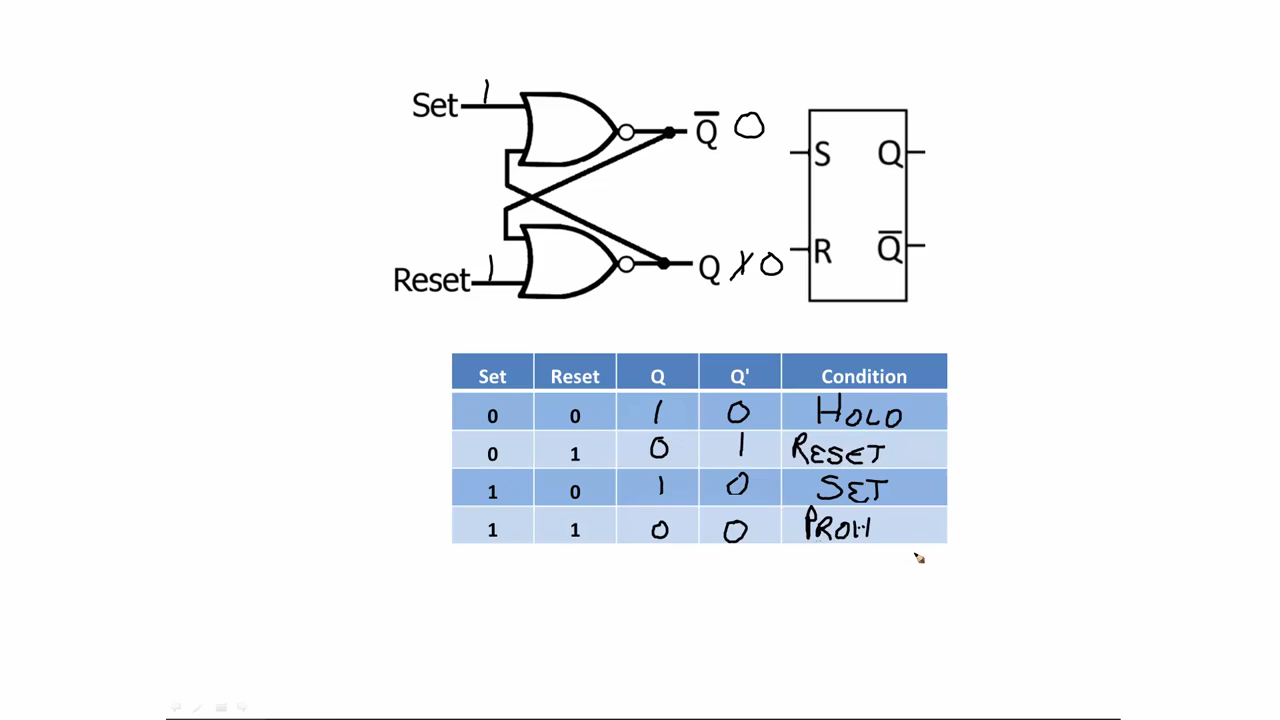 Set 1
Q̅ 0
S Q
R Q̅
Reset 1
Q 1 0
Set Reset Q Q' Condition
0 0 1 0 HOLD
0 1 0 1 RESET
1 0 1 0 SET
1 1 0 0 PROH